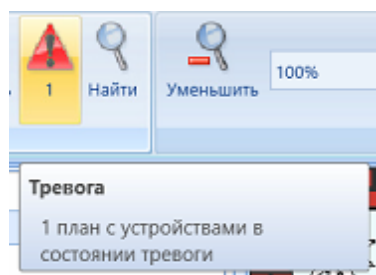 1
Найти
Уменьшить
100%
Тревога
1 план с устройствами в
состоянии тревоги